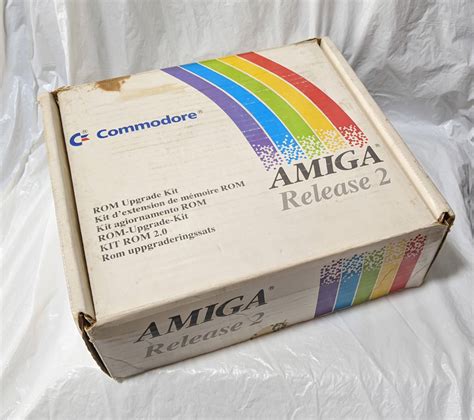 Commodore®
AMIGA®
Release 2
ROM Upgrade Kit
Kit d'extension de mémoire ROM
Kit agiornamento ROM
ROM-Upgrade-Kit
KIT ROM 2.0
Rom uppgraderingssats
AMIGA®
Release 2